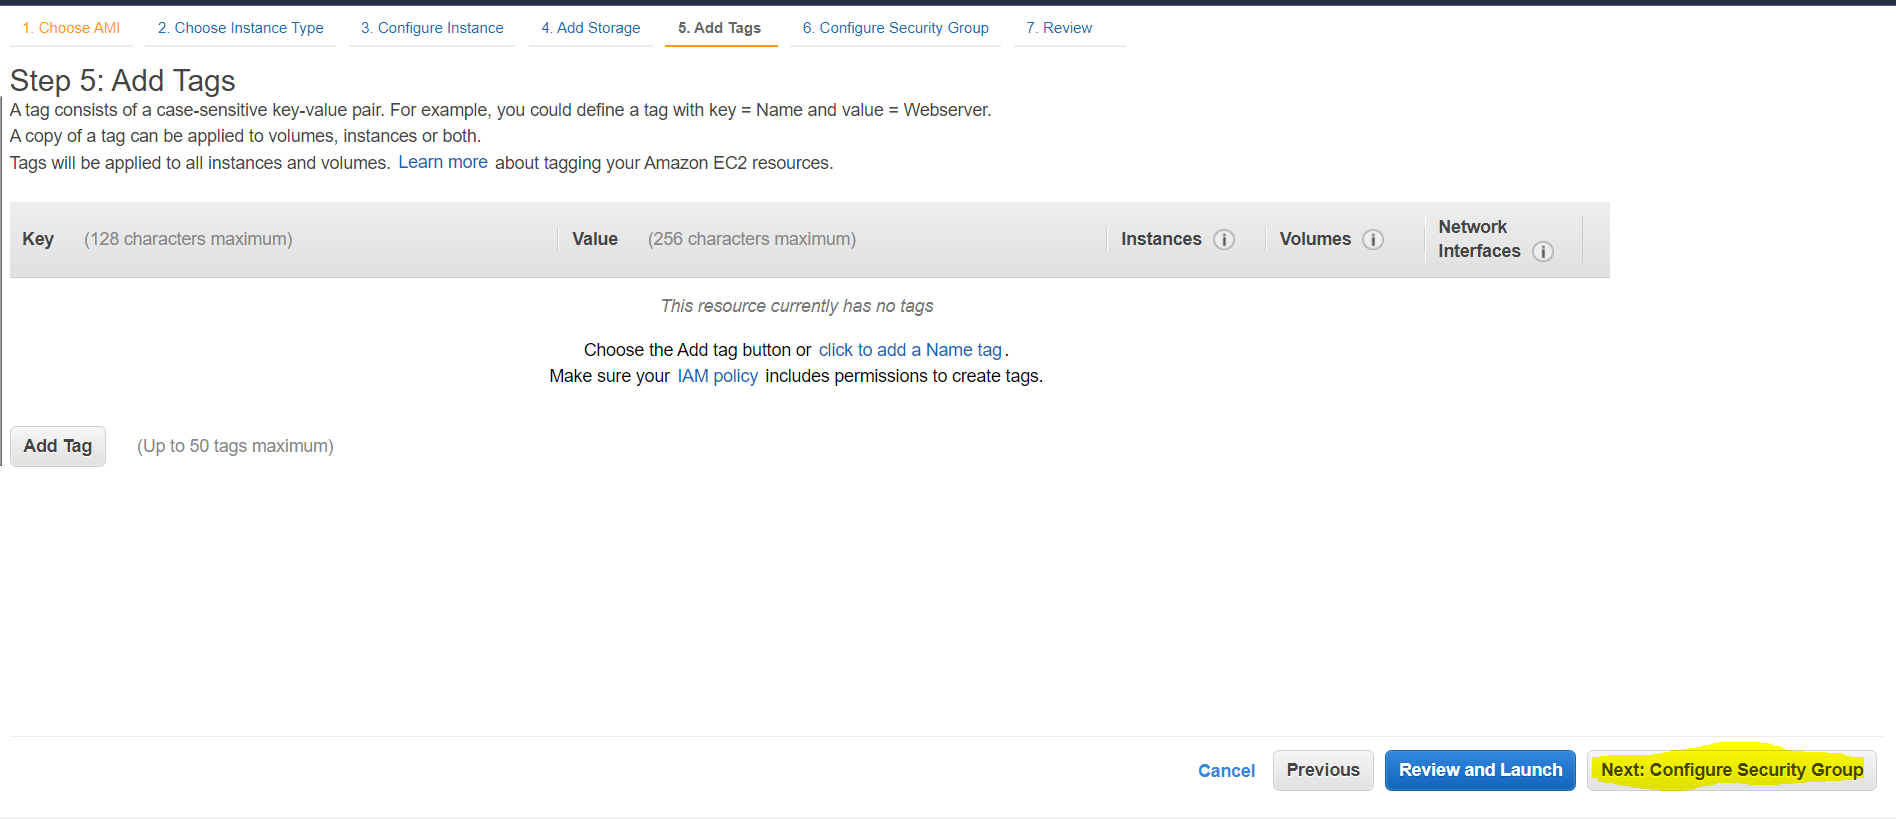 1. Choose AMI 2. Choose Instance Type 3. Configure Instance 4. Add Storage 5. Add Tags 6. Configure Security Group 7. Review
Step 5: Add Tags
A tag consists of a case-sensitive key-value pair. For example, you could define a tag with key = Name and value = Webserver.
A copy of a tag can be applied to volumes, instances or both.
Tags will be applied to all instances and volumes. Learn more about tagging your Amazon EC2 resources.
Key (128 characters maximum) Value (256 characters maximum) Instances i Volumes i Network Interfaces i
This resource currently has no tags
Choose the Add tag button or click to add a Name tag.
Make sure your IAM policy includes permissions to create tags.
Add Tag (Up to 50 tags maximum)
Cancel Previous Review and Launch Next: Configure Security Group